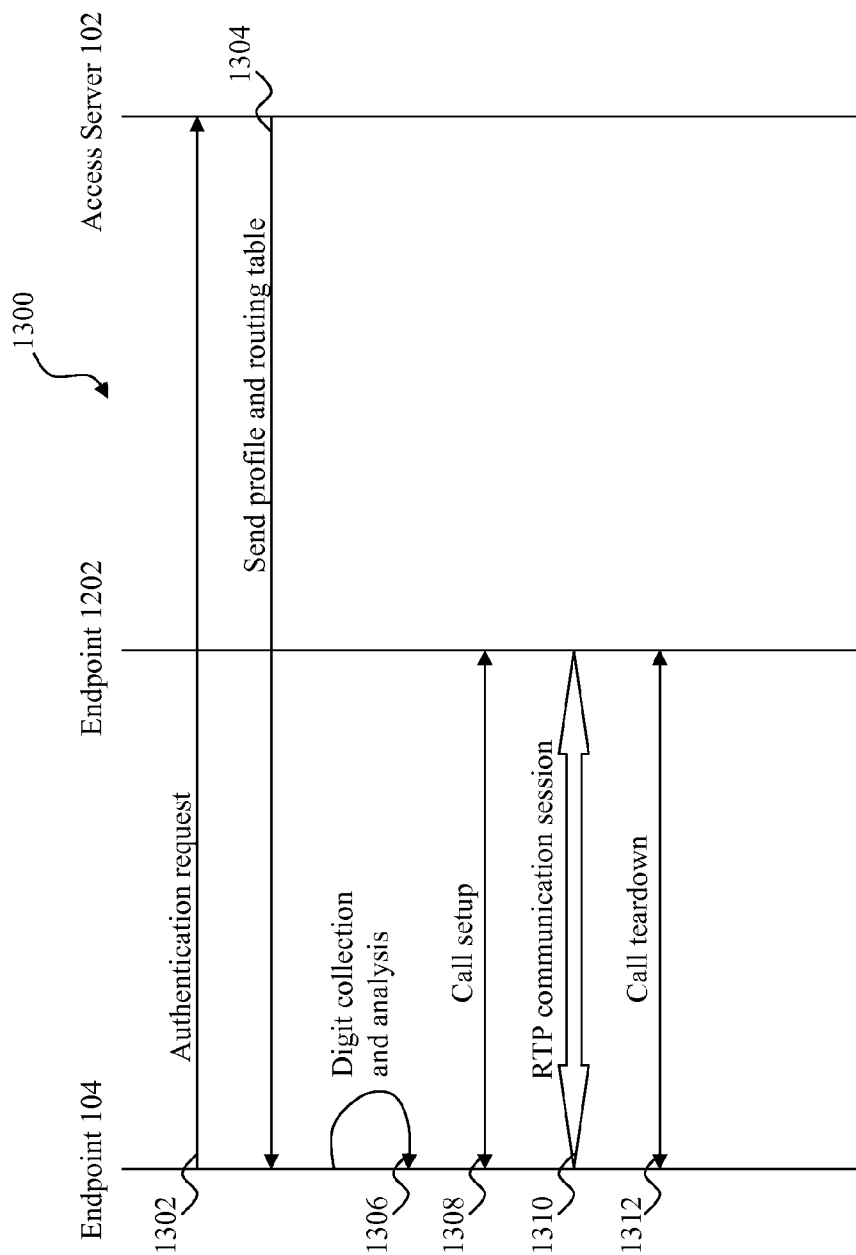 1300
Endpoint 104
Endpoint 1202
Access Server 102
1302
Authentication request
1304
Send profile and routing table
1306
Digit collection
and analysis
1308
Call setup
1310
RTP communication session
1312
Call teardown